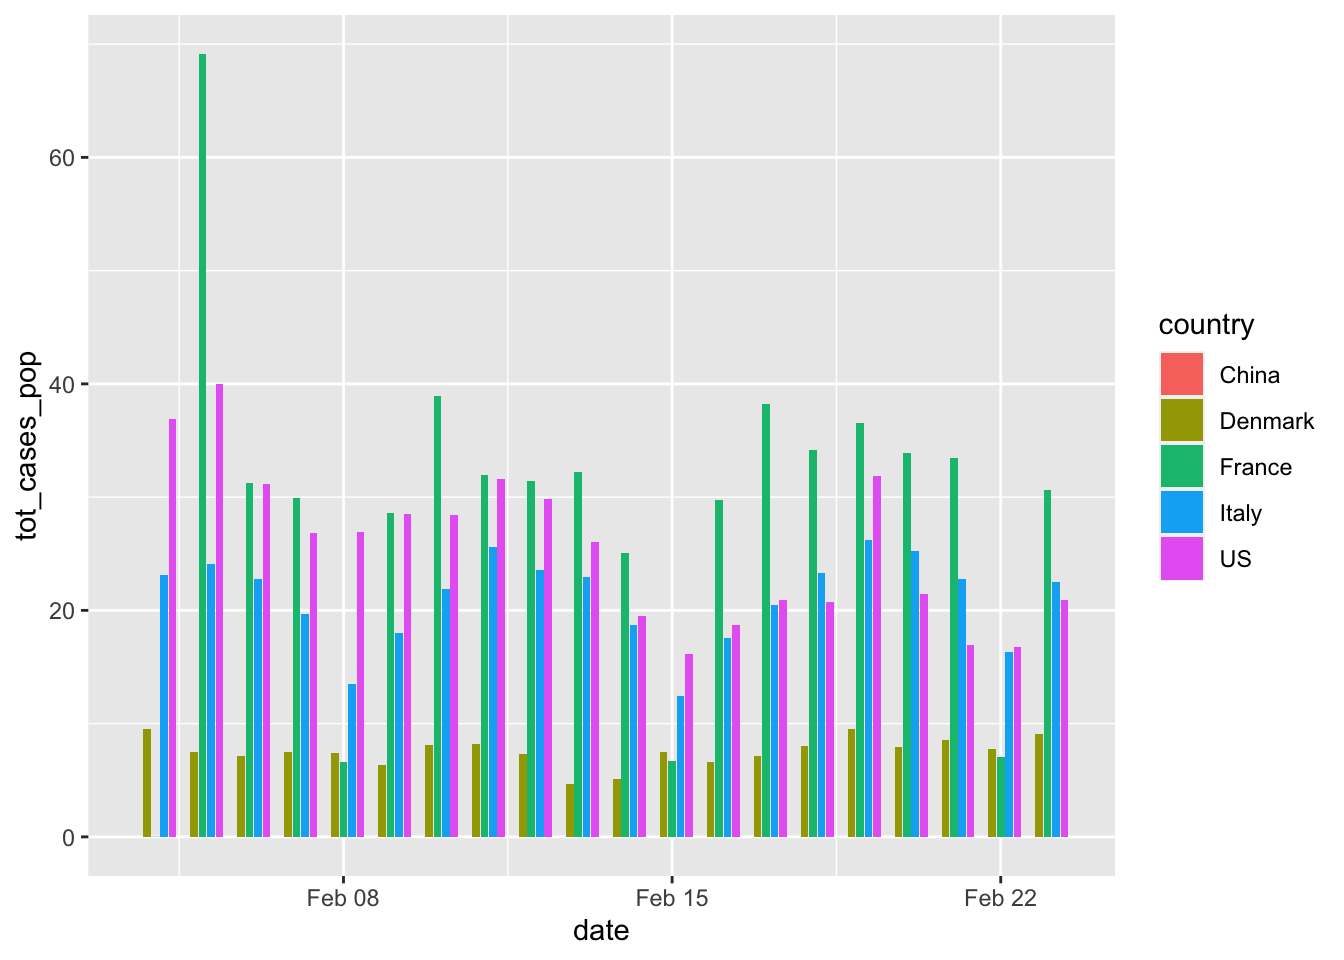 60
40
20
0
tot_cases_pop
Feb 08
Feb 15
Feb 22
date
country
China
Denmark
France
Italy
US